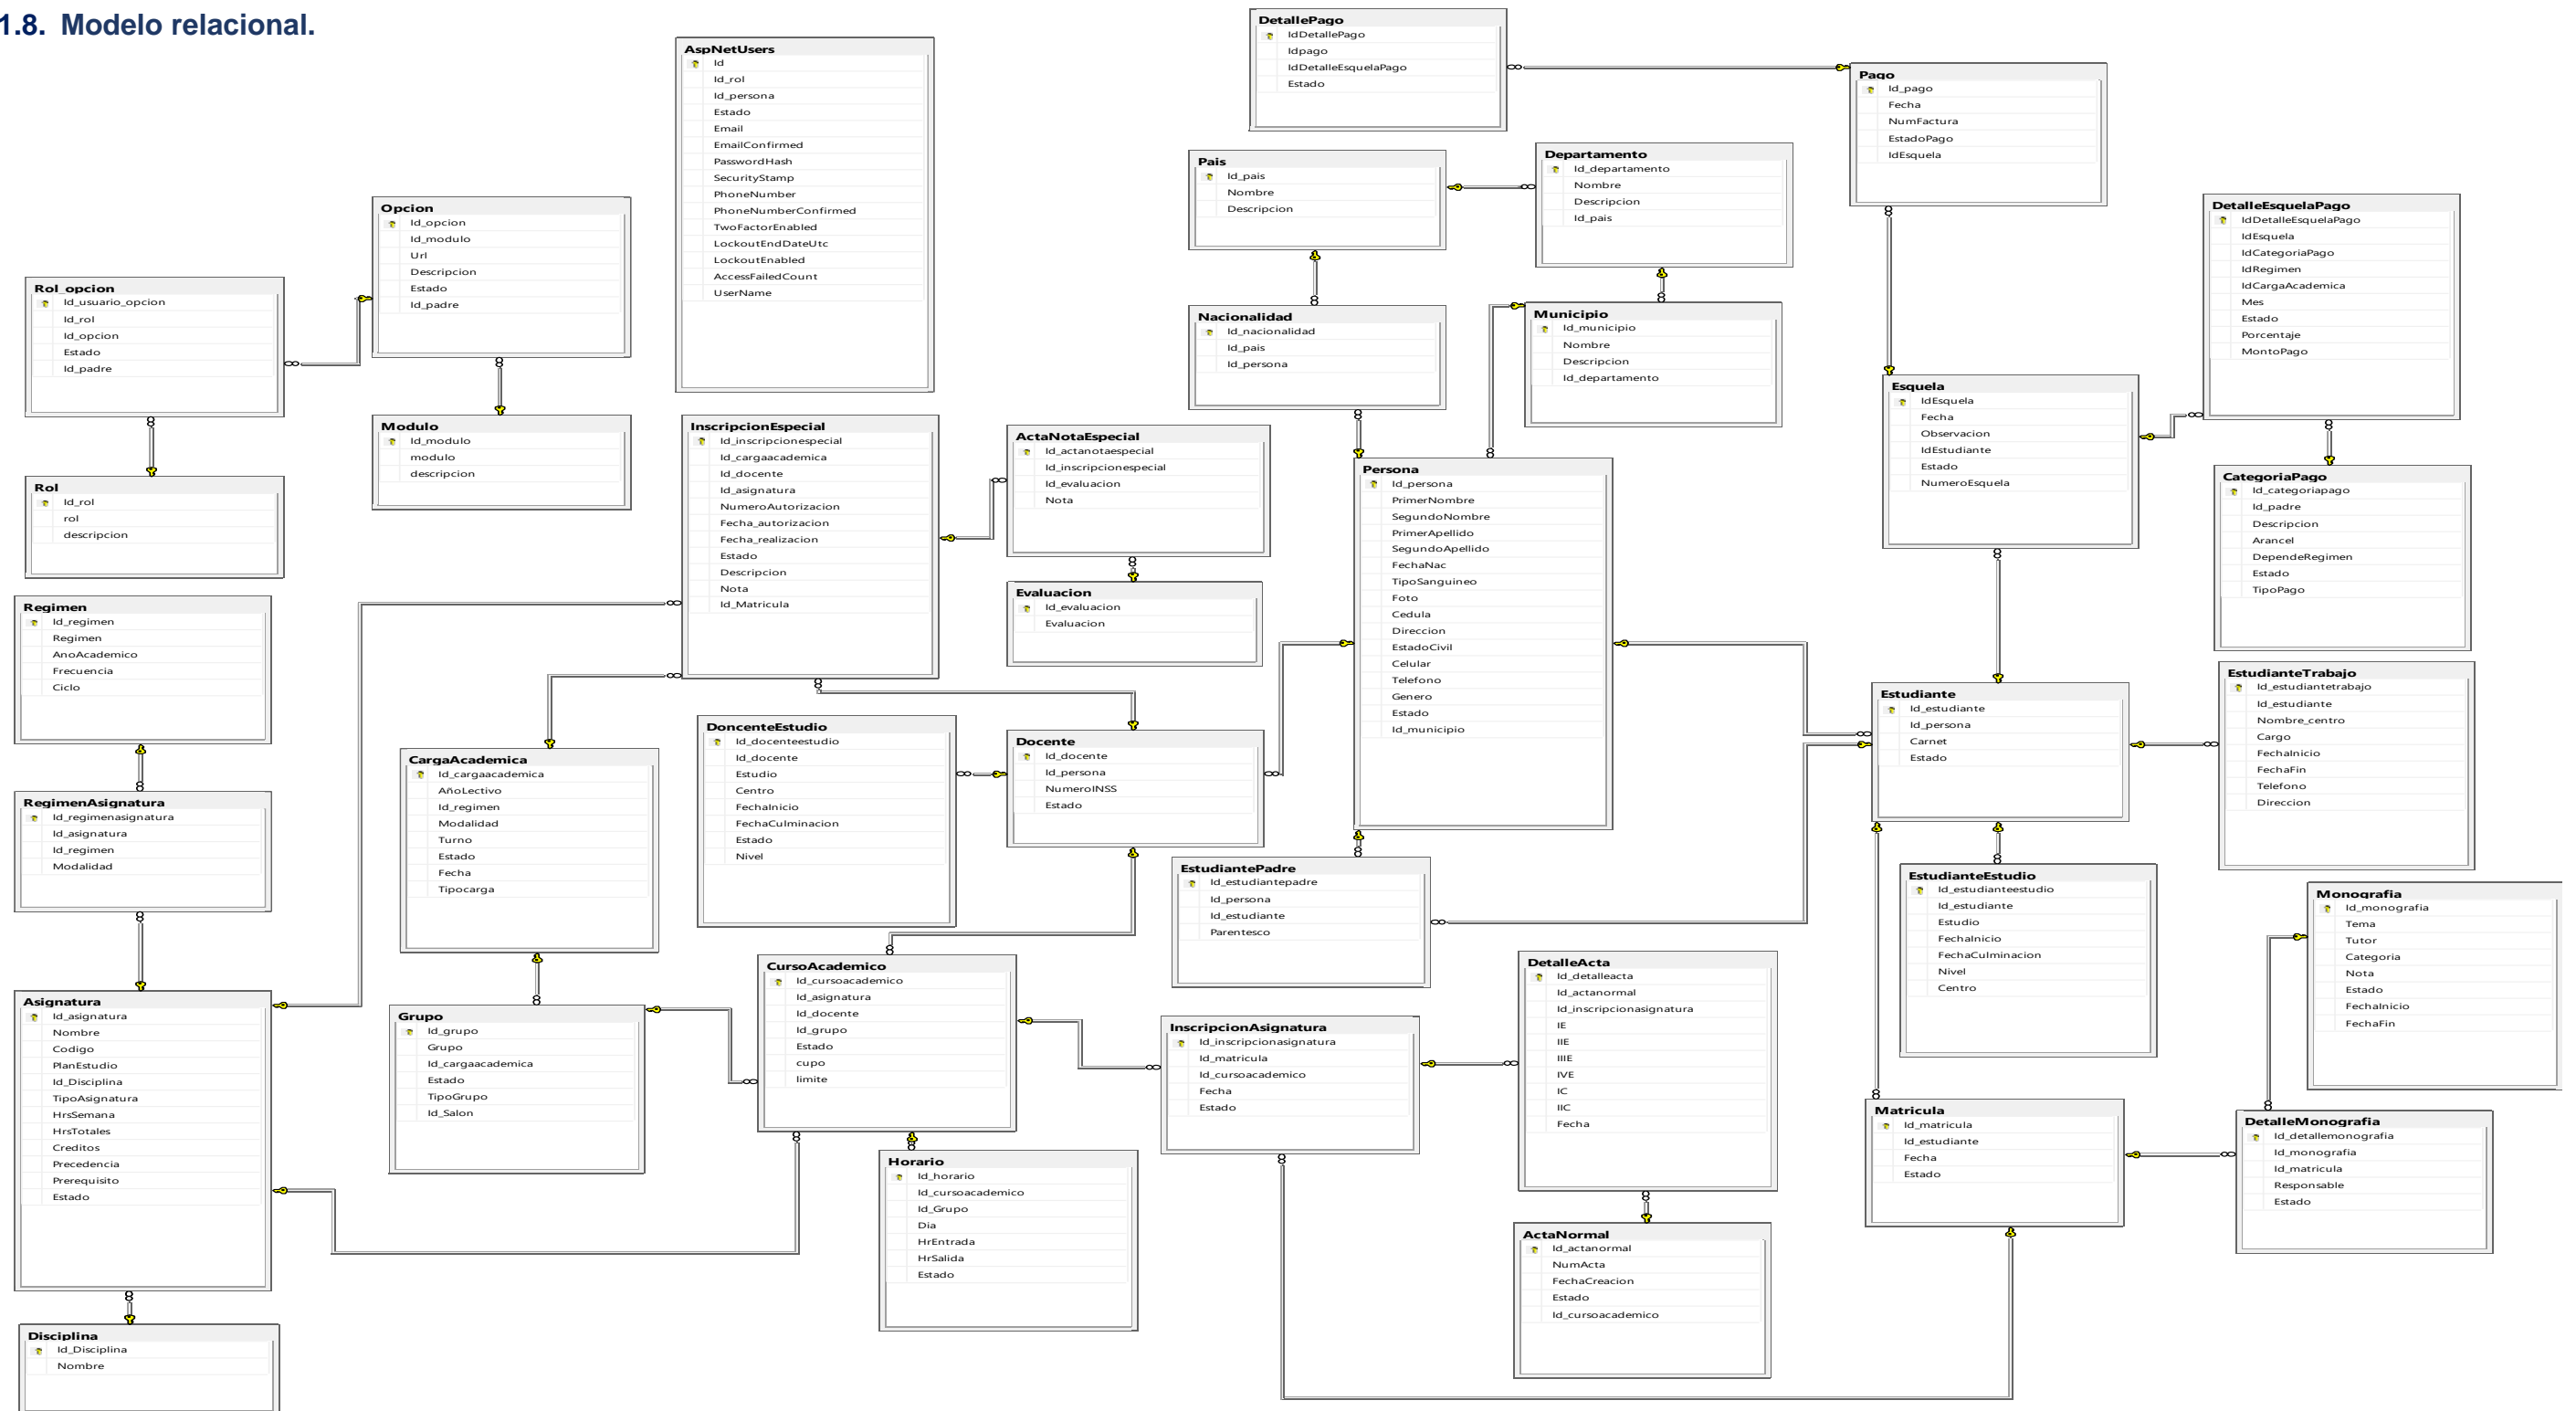 1.8. Modelo relacional.
AspNetUsers
Id
Id_rol
Id_persona
Estado
Email
EmailConfirmed
PasswordHash
SecurityStamp
PhoneNumber
PhoneNumberConfirmed
TwoFactorEnabled
LockoutEndDateUtc
LockoutEnabled
AccessFailedCount
UserName
DetallePago
IdDetallePago
Idpago
IdDetalleEsquelaPago
Estado
Pago
Id_pago
Fecha
NumFactura
EstadoPago
IdEsquela
Pais
Id_pais
Nombre
Descripcion
Departamento
Id_departamento
Nombre
Descripcion
Id_pais
Opcion
Id_opcion
Id_modulo
Url
Descripcion
Estado
Id_padre
DetalleEsquelaPago
IdDetalleEsquelaPago
IdEsquela
IdCategoriaPago
IdRegimen
IdCargaAcademica
Mes
Estado
Porcentaje
MontoPago
Rol_opcion
Id_usuario_opcion
Id_rol
Id_opcion
Estado
Id_padre
Nacionalidad
Id_nacionalidad
Id_pais
Id_persona
Municipio
Id_municipio
Nombre
Descripcion
Id_departamento
Esquela
IdEsquela
Fecha
Observacion
IdEstudiante
Estado
NumeroEsquela
Modulo
Id_modulo
modulo
descripcion
InscripcionEspecial
Id_inscripcionespecial
Id_cargaacademica
Id_docente
Id_asignatura
NumeroAutorizacion
Fecha_autorizacion
Fecha_realizacion
Estado
Descripcion
Nota
Id_Matricula
ActaNotaEspecial
Id_actanotaespecial
Id_inscripcionespecial
Id_evaluacion
Nota
Persona
Id_persona
PrimerNombre
SegundoNombre
PrimerApellido
SegundoApellido
FechaNac
TipoSanguineo
Foto
Cedula
Direccion
EstadoCivil
Celular
Telefono
Genero
Estado
Id_municipio
CategoriaPago
Id_categoriapago
Id_padre
Descripcion
Arancel
DependeRegimen
Estado
TipoPago
Rol
Id_rol
rol
descripcion
Evaluacion
Id_evaluacion
Evaluacion
Regimen
Id_regimen
Regimen
AnoAcademico
Frecuencia
Ciclo
EstudianteTrabajo
Id_estudiantetrabajo
Id_estudiante
Nombre_centro
Cargo
FechaInicio
FechaFin
Telefono
Direccion
Estudiante
Id_estudiante
Id_persona
Carnet
Estado
DoncenteEstudio
Id_docenteestudio
Id_docente
Estudio
Centro
FechaInicio
FechaCulminacion
Estado
Nivel
Docente
Id_docente
Id_persona
NumeroINSS
Estado
CargaAcademica
Id_cargaacademica
AñoLectivo
Id_regimen
Modalidad
Turno
Estado
Fecha
Tipocarga
RegimenAsignatura
Id_regimenasignatura
Id_asignatura
Id_regimen
Modalidad
EstudiantePadre
Id_estudiantepadre
Id_persona
Id_estudiante
Parentesco
EstudianteEstudio
Id_estudianteestudio
Id_estudiante
Estudio
FechaInicio
FechaCulminacion
Nivel
Centro
Monografia
Id_monografia
Tema
Tutor
Categoria
Nota
Estado
FechaInicio
FechaFin
CursoAcademico
Id_cursoacademico
Id_asignatura
Id_docente
Id_grupo
Estado
cupo
limite
DetalleActa
Id_detalleacta
Id_actanormal
Id_inscripcionasignatura
IE
IIE
IIIE
IVE
IC
IIC
Fecha
Asignatura
Id_asignatura
Nombre
Codigo
PlanEstudio
Id_Disciplina
TipoAsignatura
HrsSemana
HrsTotales
Creditos
Precedencia
Prerequisito
Estado
Grupo
Id_grupo
Grupo
Id_cargaacademica
Estado
TipoGrupo
Id_Salon
InscripcionAsignatura
Id_inscripcionasignatura
Id_matricula
Id_cursoacademico
Fecha
Estado
Matricula
Id_matricula
Id_estudiante
Fecha
Estado
DetalleMonografia
Id_detallemonografia
Id_monografia
Id_matricula
Responsable
Estado
Horario
Id_horario
Id_cursoacademico
Id_Grupo
Dia
HrEntrada
HrSalida
Estado
ActaNormal
Id_actanormal
NumActa
FechaCreacion
Estado
Id_cursoacademico
Disciplina
Id_Disciplina
Nombre